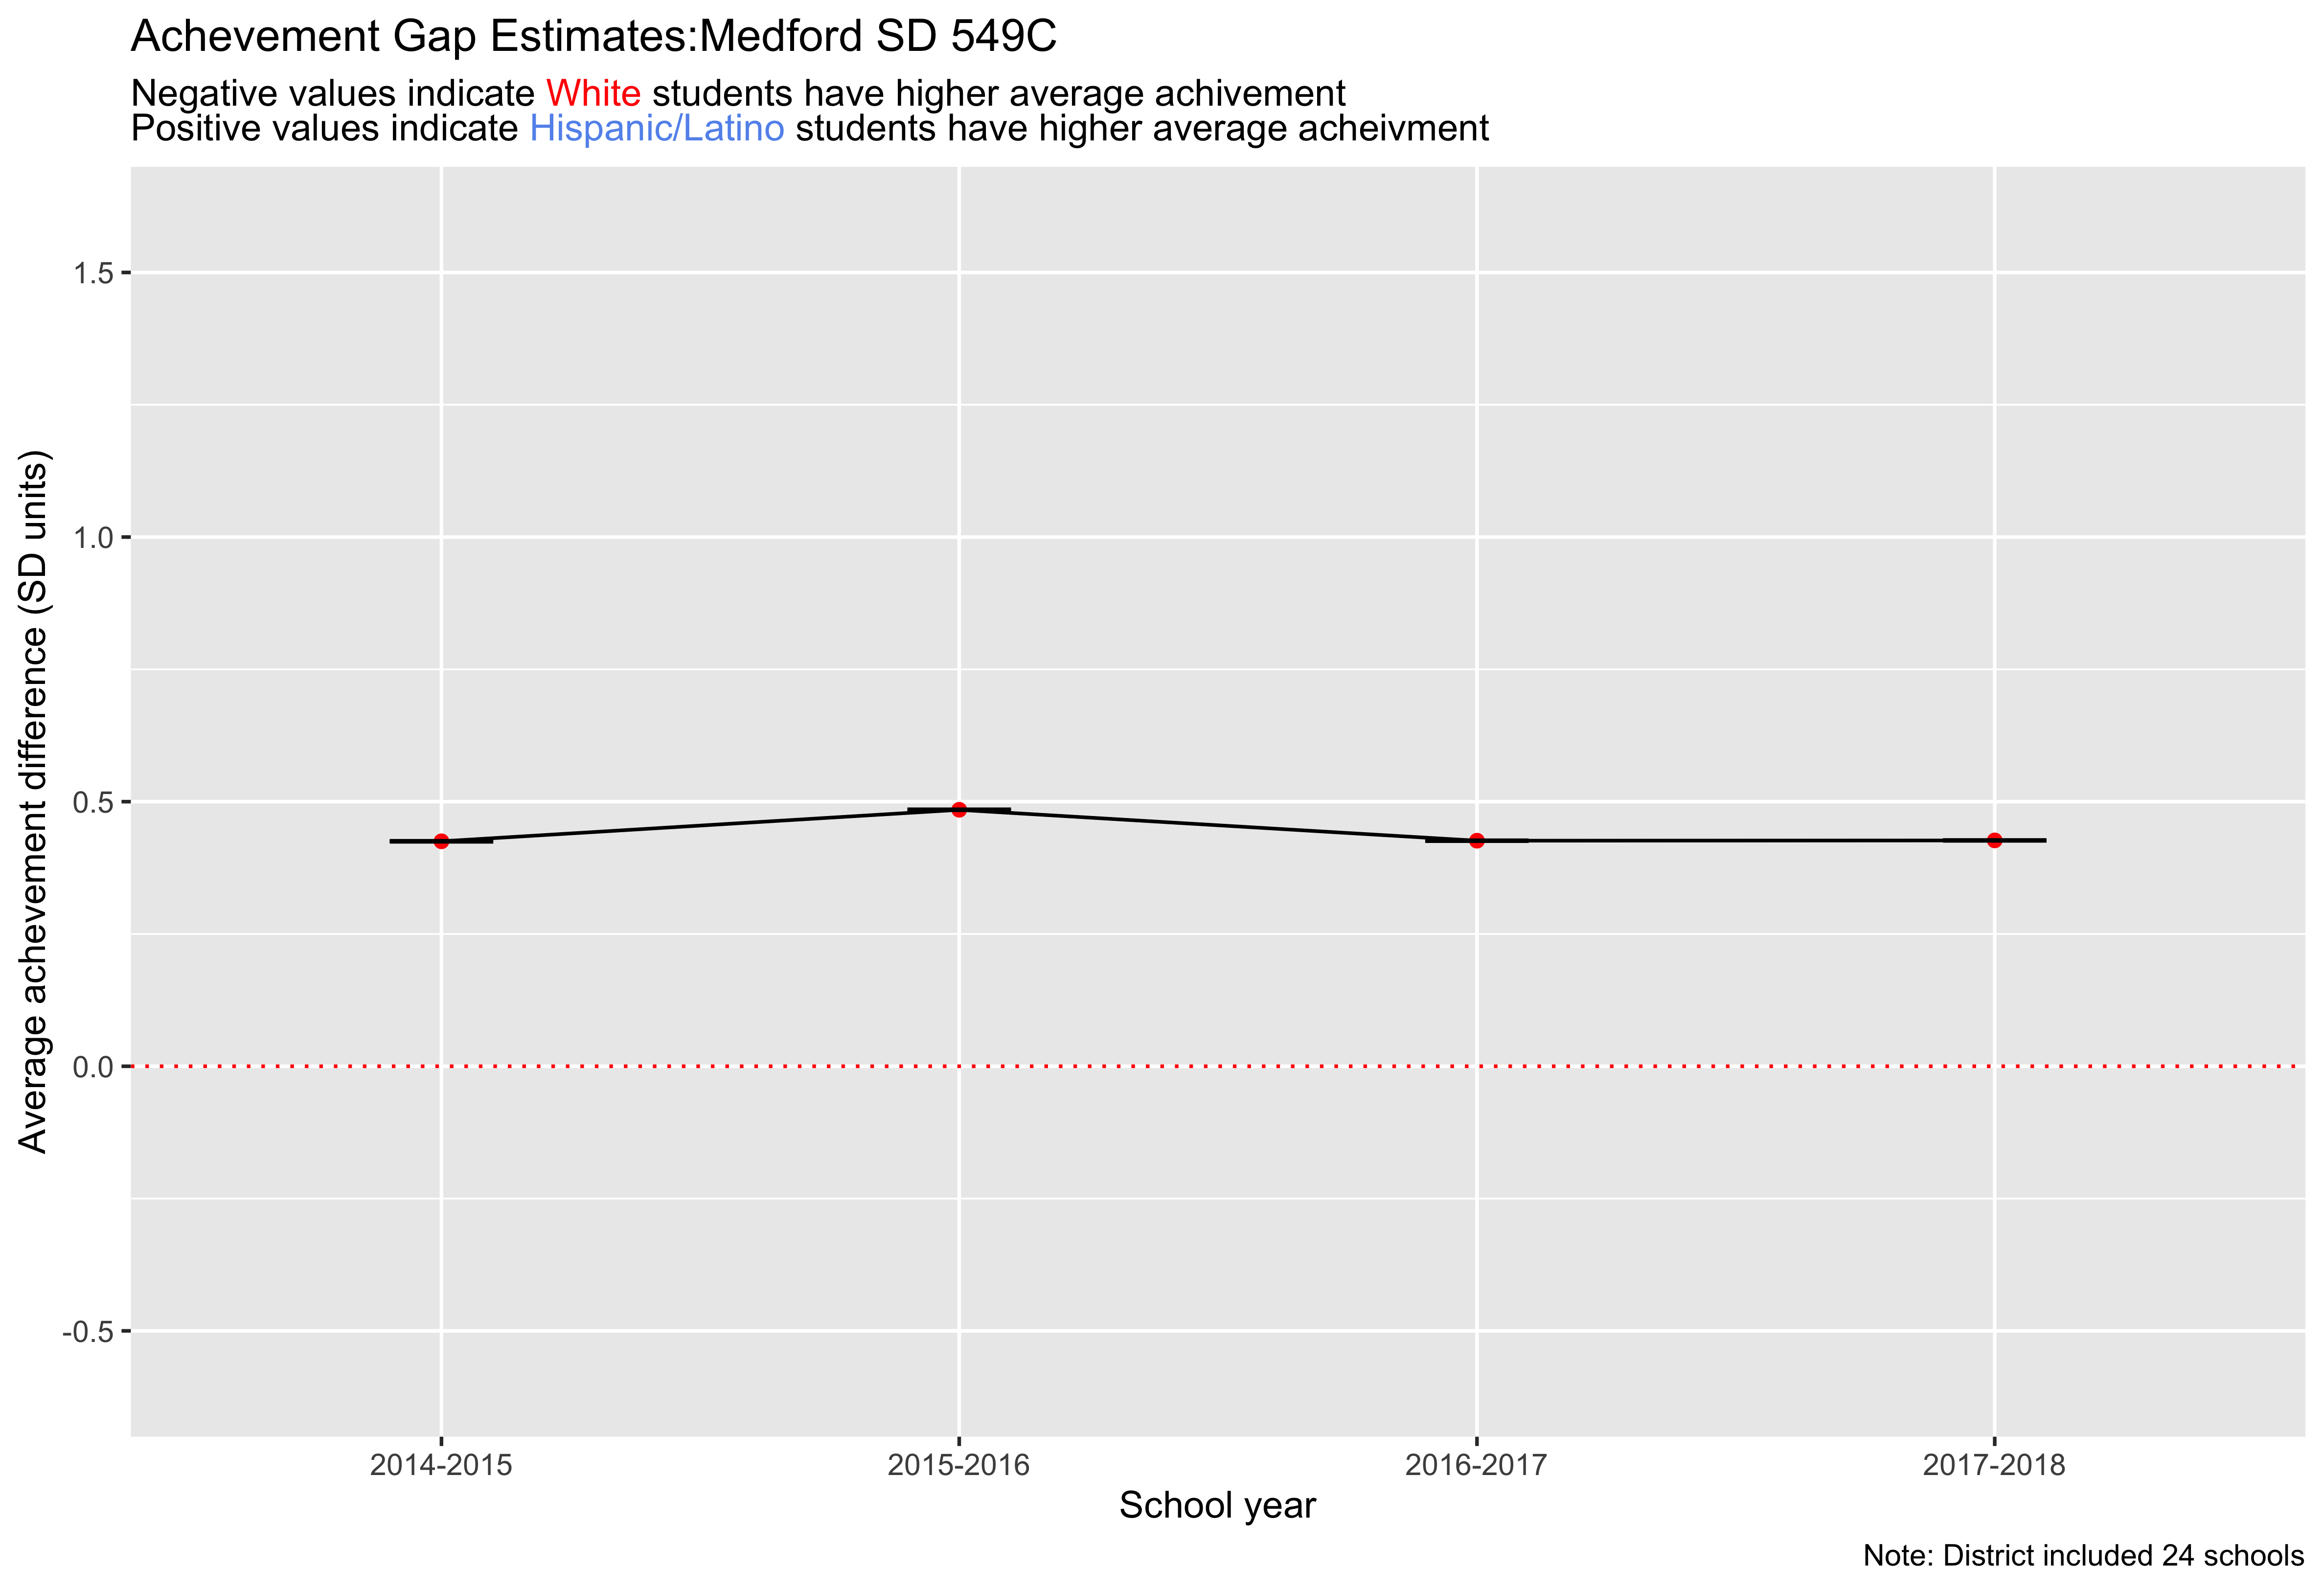 Achevement Gap Estimates:Medford SD 549C
Negative values indicate White students have higher average achivement
Positive values indicate Hispanic/Latino students have higher average acheivment
Average achevement difference (SD units)
1.5
1.0
0.5
0.0
-0.5
2014-2015
2015-2016
2016-2017
2017-2018
School year
Note: District included 24 schools